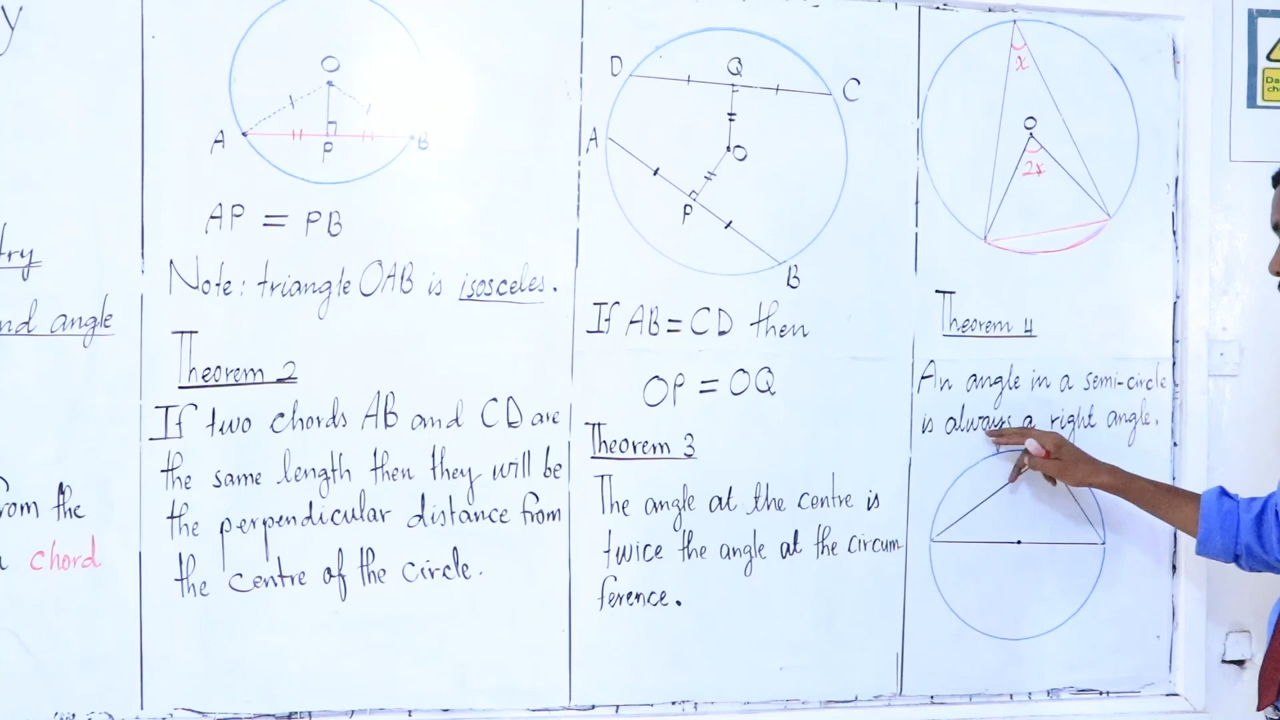 y
try
nd angle
rom the
chord
O
A
P
B
AP = PB
Note: triangle OAB is isosceles.
Theorem 2
If two chords AB and CD are
the same length then they will be
the perpendicular distance from
the centre of the circle.
D
Q
C
A
O
P
B
If AB = CD then
OP = OQ
Theorem 3
The angle at the centre is
twice the angle at the circum
ference.
x
O
2x
Theorem 4
An angle in a semi-circle
is always a right angle.